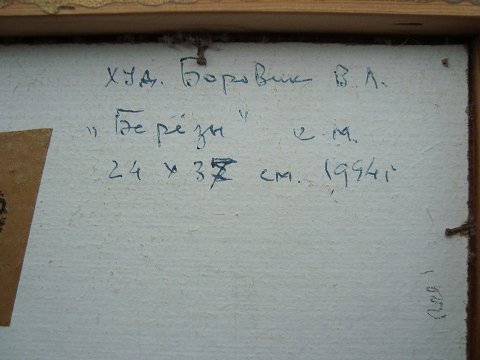 худ. Боровик В. Л.
„Берёзы" х. м.
24 х 37 см. 1994г